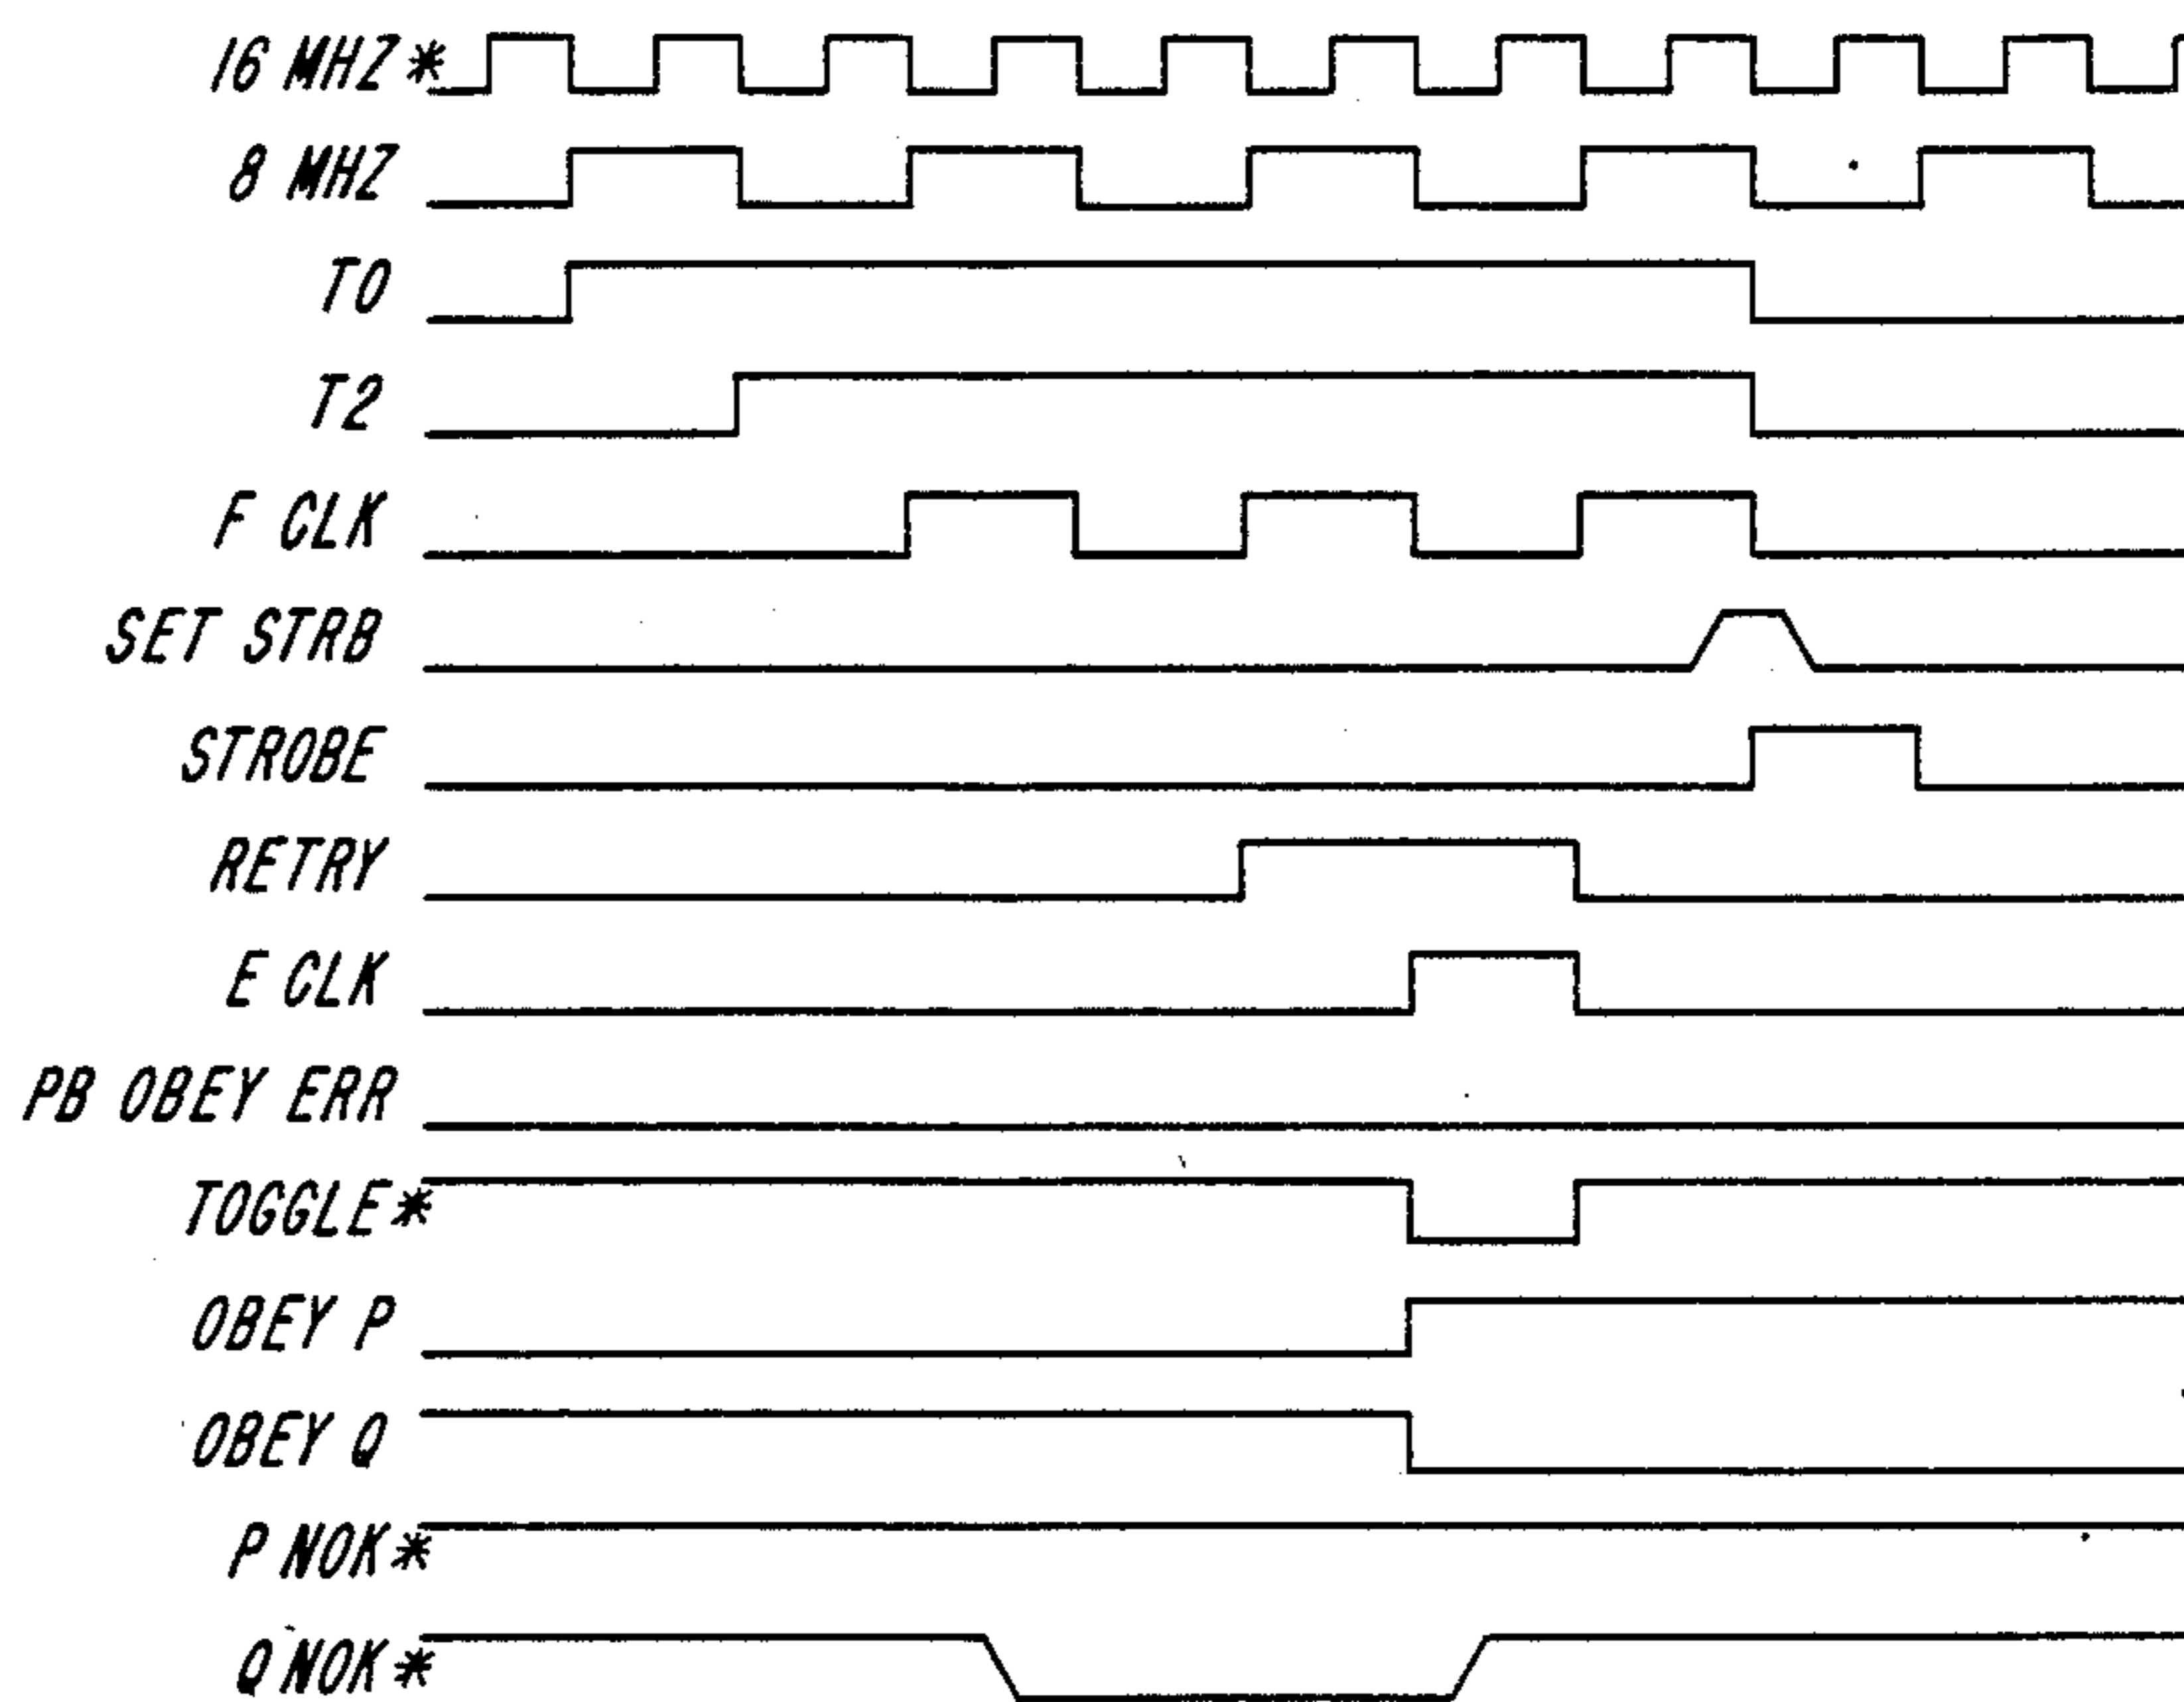 16 MHZ*
8 MHZ
T0
T2
F CLK
SET STRB
STROBE
RETRY
E CLK
PB OBEY ERR
TOGGLE*
OBEY P
OBEY Q
P NOK*
Q NOK*